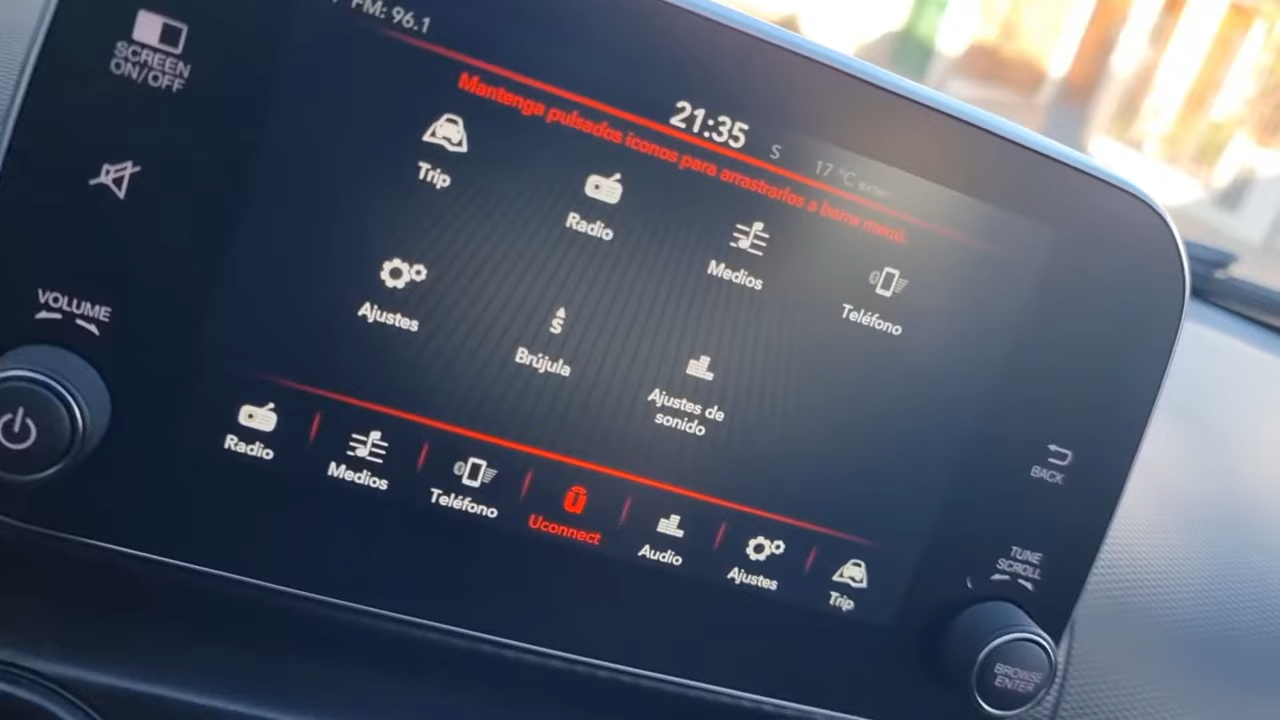 FM: 96.1
21:35
S
17 °C
Mantenga pulsados iconos para arrastrarlos a barra menú.
SCREEN
ON/OFF
Trip
Radio
Medios
Teléfono
VOLUME
Ajustes
S
Brújula
Ajustes de
sonido
Radio
Medios
Teléfono
Uconnect
Audio
Ajustes
Trip
BACK
TUNE
SCROLL
BROWSE
ENTER